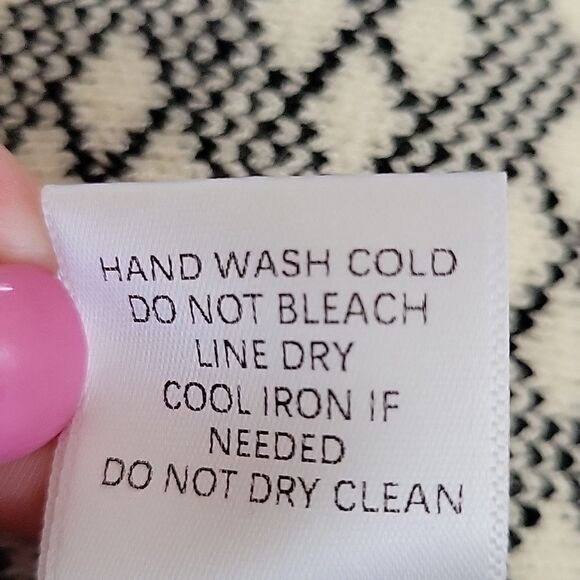 HAND WASH COLD
DO NOT BLEACH
LINE DRY
COOL IRON IF
NEEDED
DO NOT DRY CLEAN